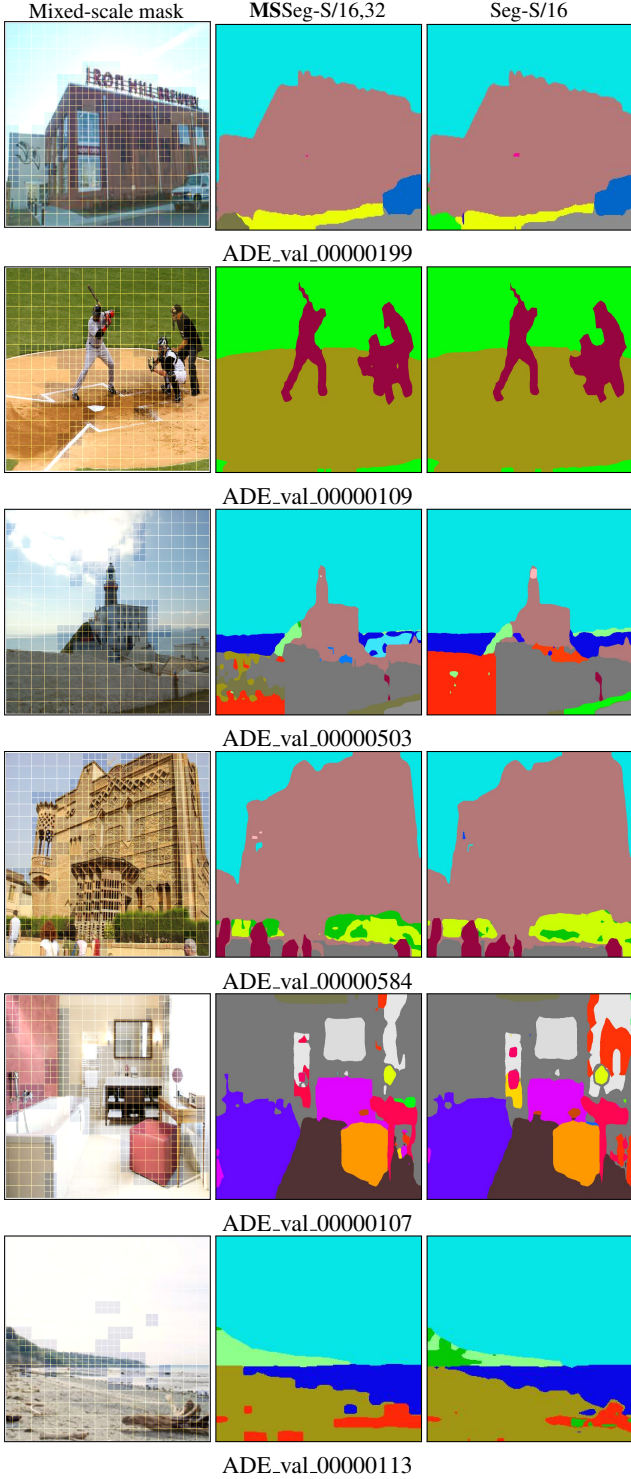 Mixed-scale mask MSSeg-S/16,32 Seg-S/16
IRON HILL BREWERY
ADE_val_00000199
ADE_val_00000109
ADE_val_00000503
ADE_val_00000584
ADE_val_00000107
ADE_val_00000113